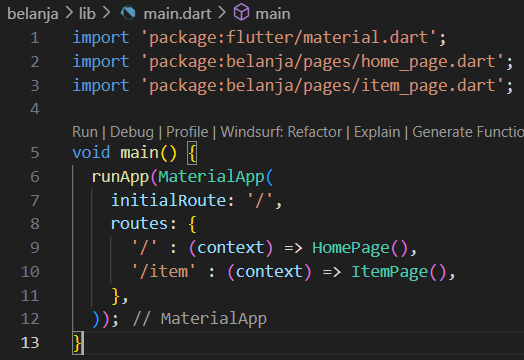 belanja > lib > main.dart > main
1 import 'package:flutter/material.dart';
2 import 'package:belanja/pages/home_page.dart';
3 import 'package:belanja/pages/item_page.dart';
4
Run | Debug | Profile | Windsurf: Refactor | Explain | Generate Functio
5 void main() {
6   runApp(MaterialApp(
7     initialRoute: '/',
8     routes: {
9       '/' : (context) => HomePage(),
10       '/item' : (context) => ItemPage(),
11     },
12   )); // MaterialApp
13 }